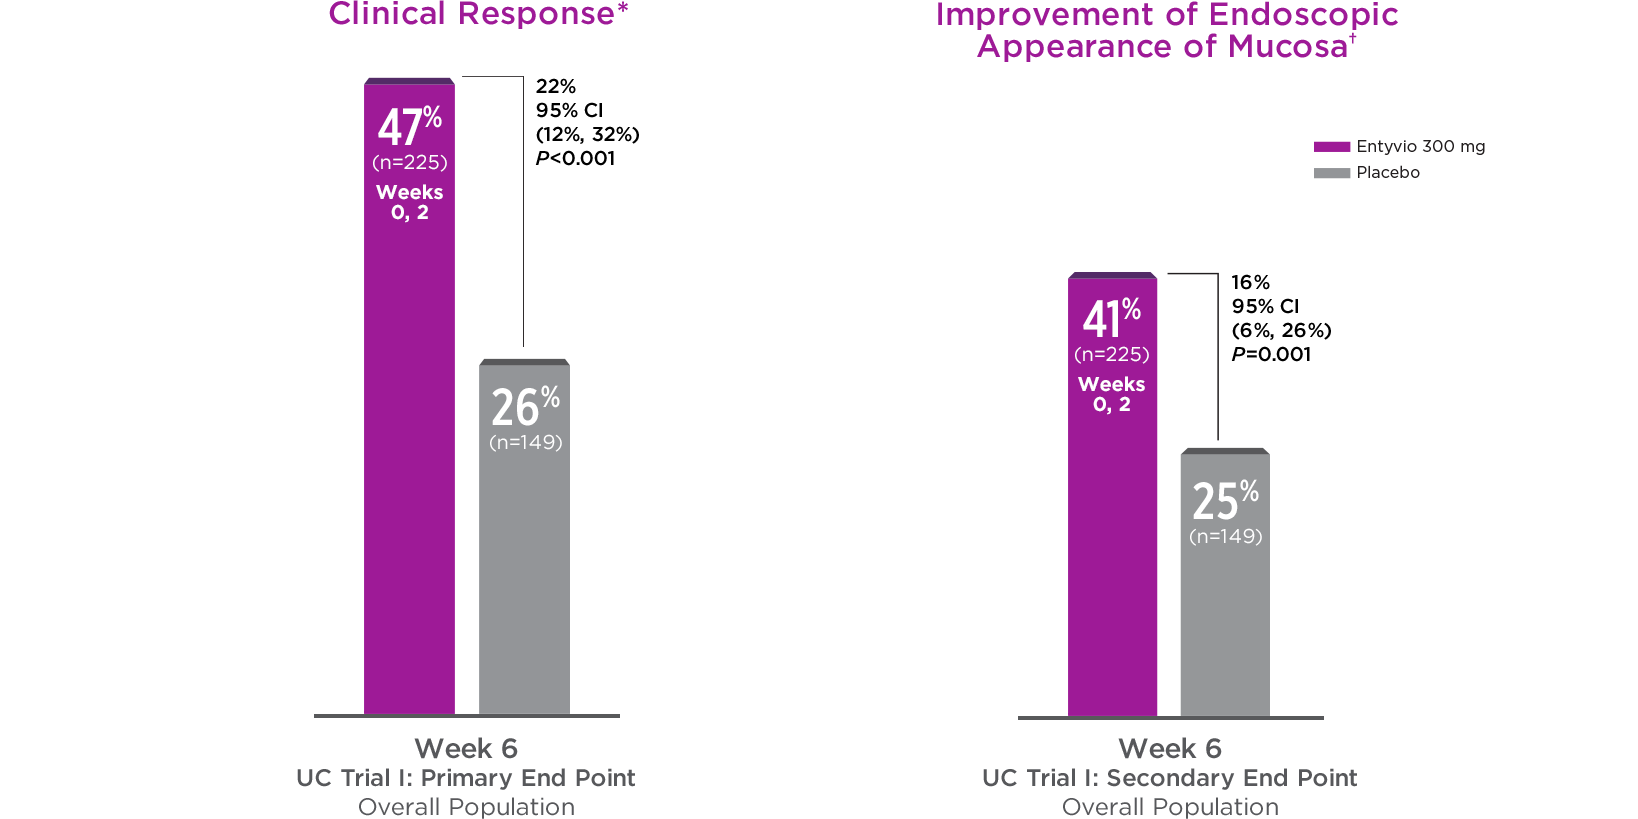 Clinical Response*
47%
(n=225)
Weeks
0, 2
22%
95% CI
(12%, 32%)
P<0.001
26%
(n=149)
Week 6
UC Trial I: Primary End Point
Overall Population
Improvement of Endoscopic
Appearance of Mucosa†
Entyvio 300 mg
Placebo
41%
(n=225)
Weeks
0, 2
16%
95% CI
(6%, 26%)
P=0.001
25%
(n=149)
Week 6
UC Trial I: Secondary End Point
Overall Population